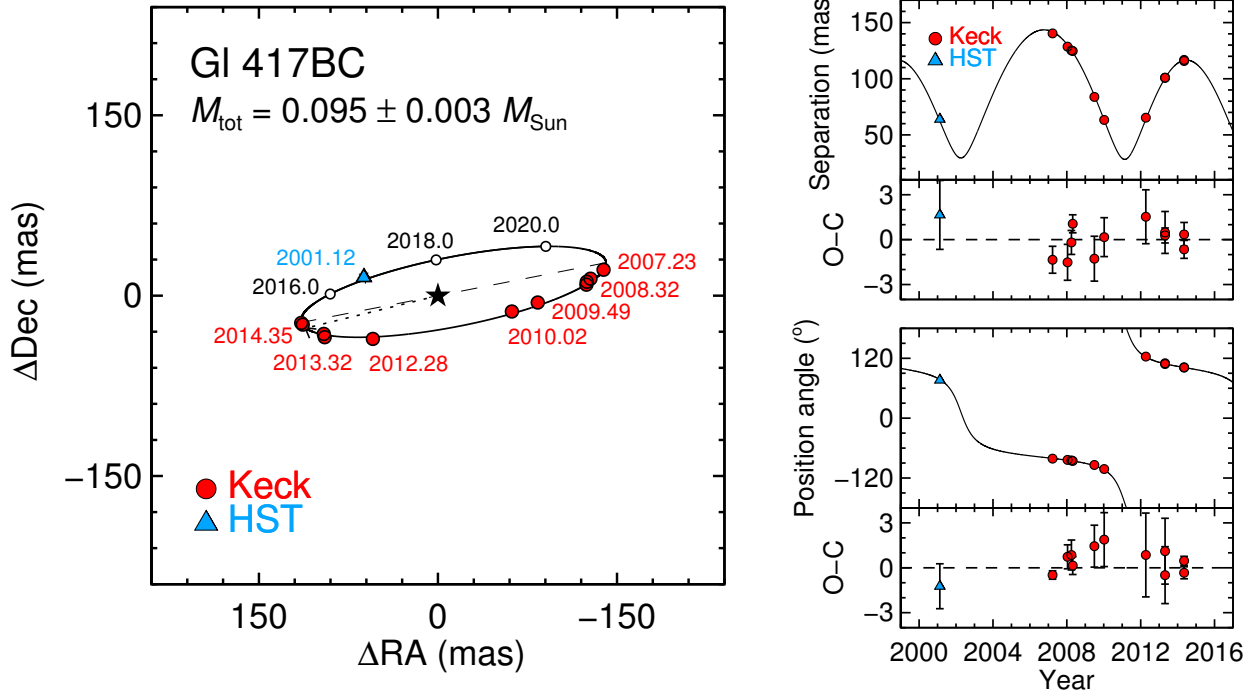 Gl 417BC
Mtot = 0.095 ± 0.003 MSun
2020.0
2018.0
2001.12
2016.0
2007.23
2008.32
2009.49
2010.02
2014.35
2013.32
2012.28
Keck
HST
150
0
−150
ΔDec (mas)
150
0
−150
ΔRA (mas)
Keck
HST
150
100
50
Separation (mas
3
0
−3
O−C
120
0
−120
Position angle (°)
3
0
−3
O−C
2000
2004
2008
2012
2016
Year